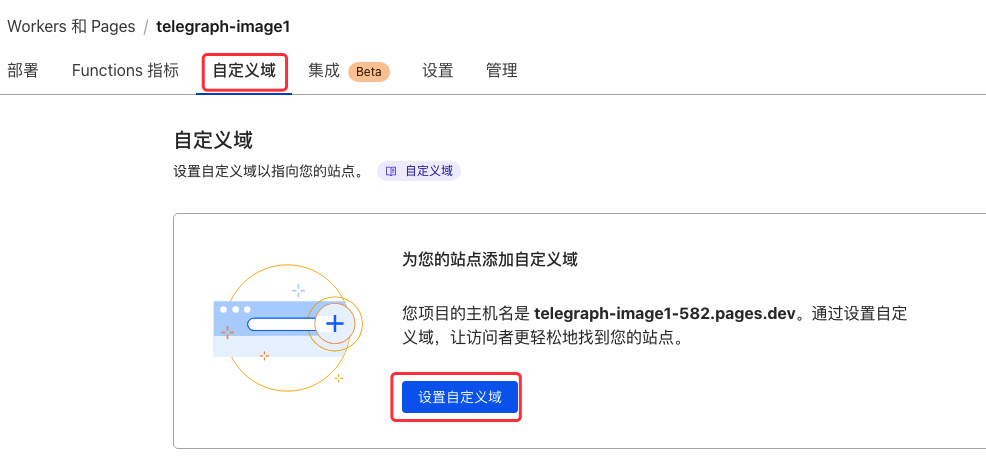 Workers 和 Pages / telegraph-image1
部署 Functions 指标 自定义域 集成 Beta 设置 管理
自定义域
设置自定义域以指向您的站点。 自定义域
为您的站点添加自定义域
您项目的主机名是 telegraph-image1-582.pages.dev。通过设置自定
义域，让访问者更轻松地找到您的站点。
设置自定义域